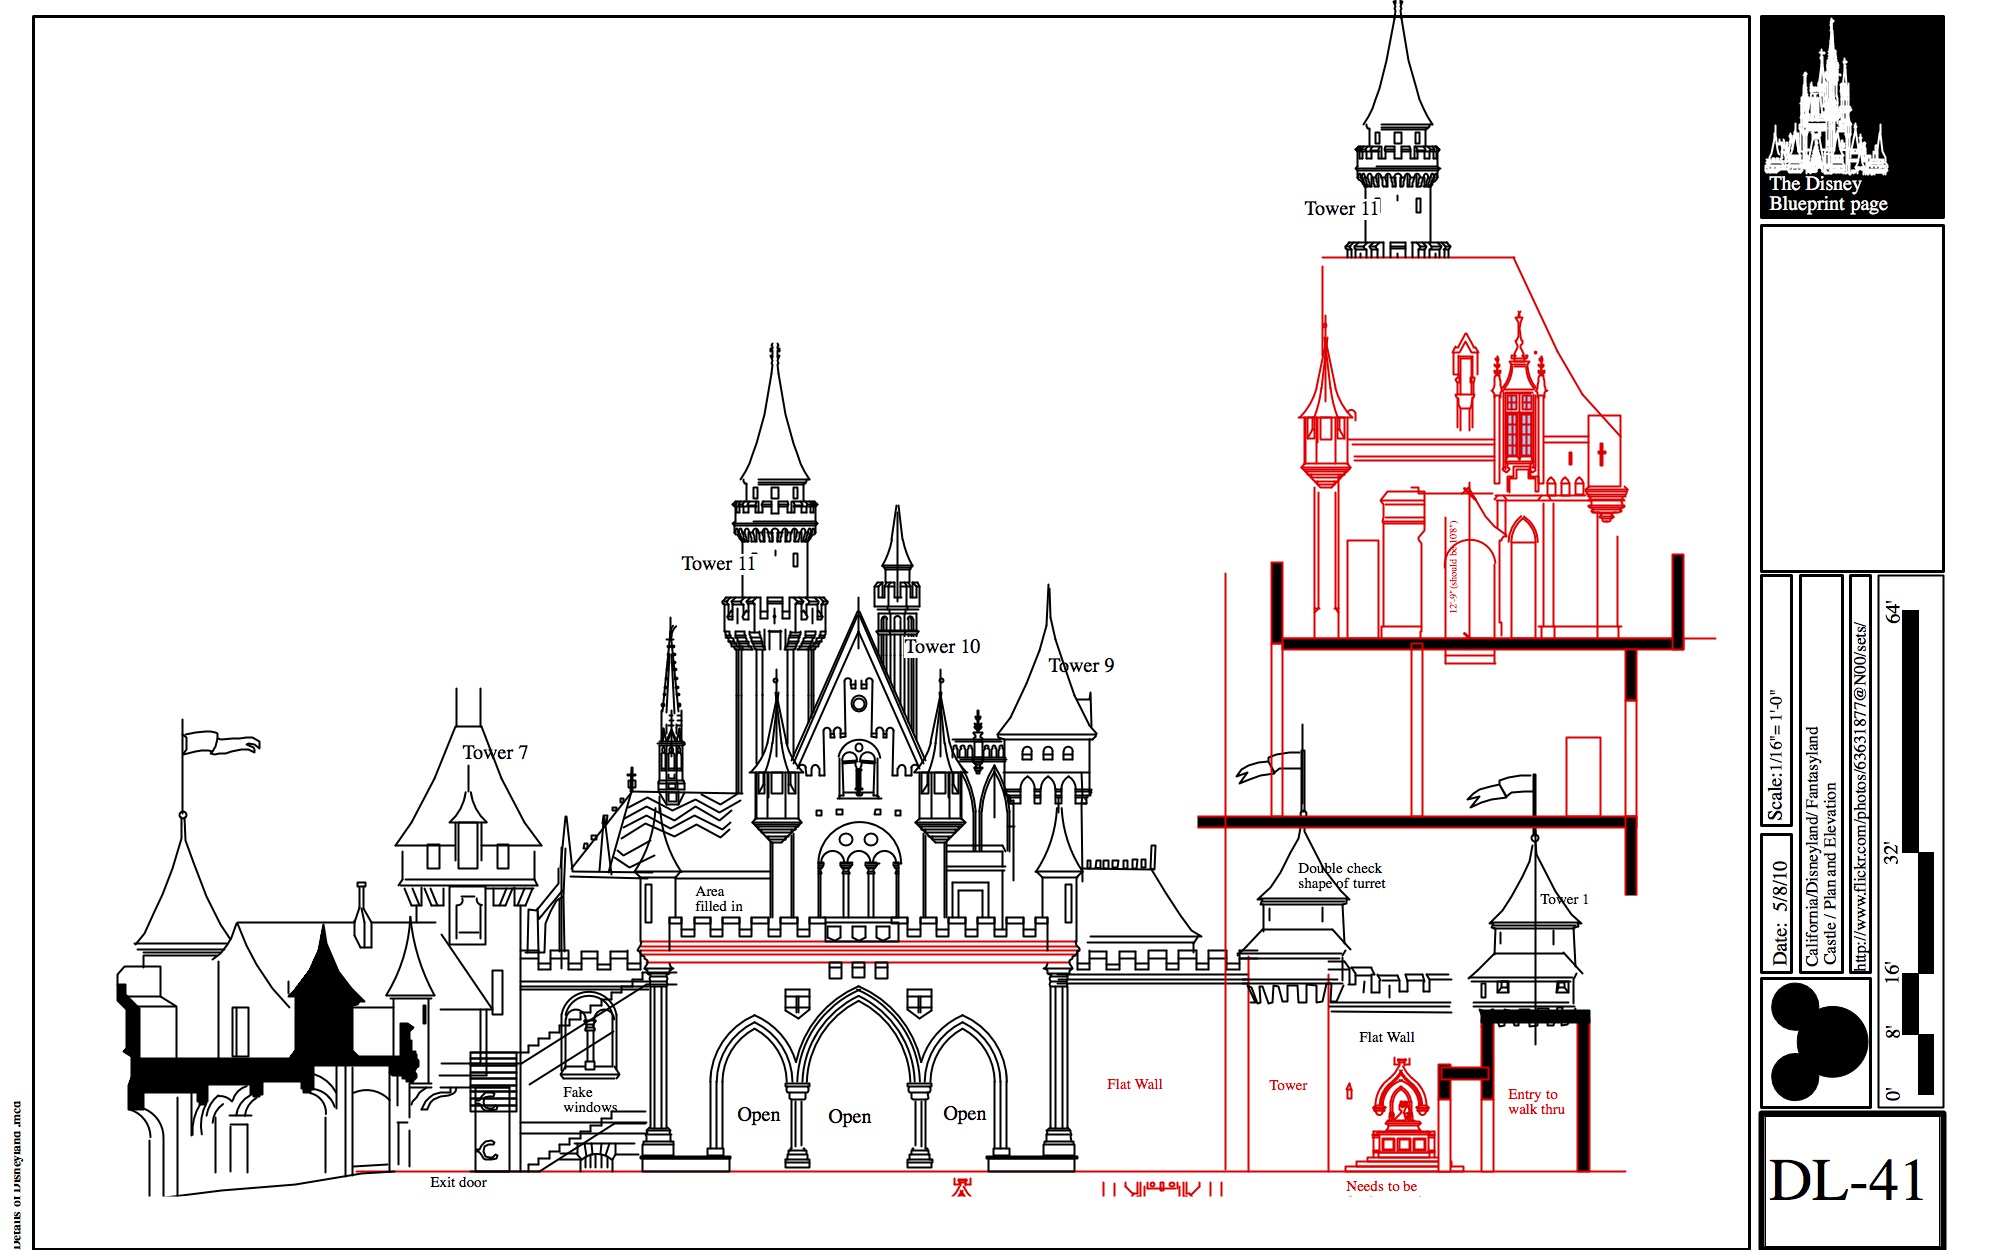 The Disney
Blueprint page
Tower 11
12'-9"(should be 10'8")
Tower 11
Tower 10
Tower 9
Tower 7
Double check
shape of turret
Tower 1
Area
filled in
Flat Wall
Fake
windows
Open
Open
Open
Flat Wall
Tower
Entry to
walk thru
Exit door
Needs to be
Details of Disneyland .mcd
Scale:1/16"= 1'-0"
Date: 5/8/10
California/Disneyland/ Fantasyland
Castle / Plan and Elevation
http://www.flickr.com/photos/63631877@N00/sets/
64'
32'
16'
8'
0'
DL-41